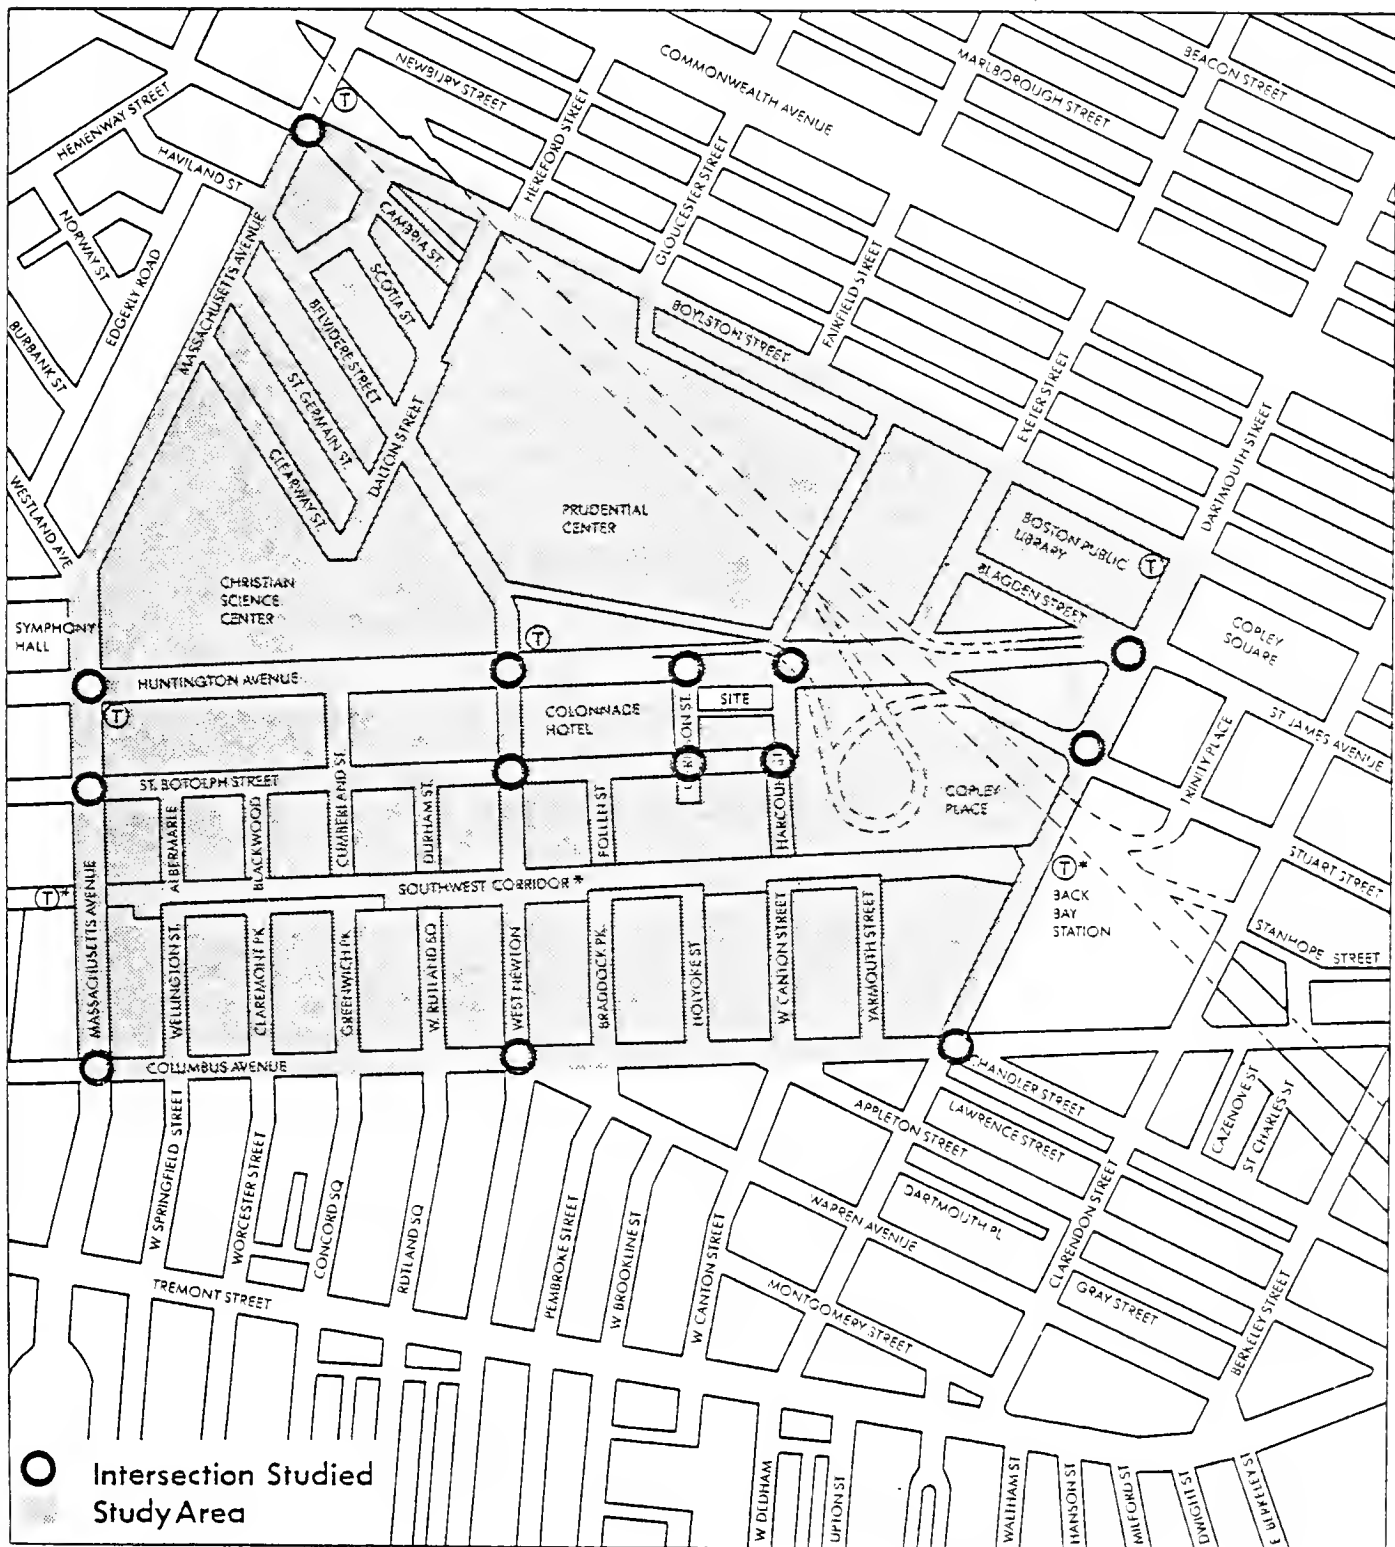 NEWBURY STREET
COMMONWEALTH AVENUE
MARLBOROUGH STREET
BEACON STREET
T
HEMENWAY STREET
HAVILAND ST
HEREFORD STREET
GLOUCESTER STREET
NORWAY ST
EDGERLY ROAD
MASSACHUSETTS AVENUE
CAMBRIA ST.
SCOTIA ST
FAIRFIELD STREET
BURBANK ST
BELVIDERE STREET
BOYLSTON STREET
ST. GERMAIN ST.
EXETER STREET
DARTMOUTH STREET
CLEARWAY ST.
DALTON STREET
WESTLAND AVE
PRUDENTIAL
CENTER
BOSTON PUBLIC
LIBRARY
T
BLAGDEN STREET
CHRISTIAN
SCIENCE
CENTER
SYMPHONY
HALL
T
COPLEY
SQUARE
HUNTINGTON AVENUE
T
COLONNADE
HOTEL
SITE
ST JAMES AVENUE
TRINITY PLACE
ST. BOTOLPH STREET
CUMBERLAND ST.
DURHAM ST.
FOLLEN ST.
HARCOURT
COPLEY
PLACE
ALBERMARLE
BLACKWOOD
STUART STREET
T*
SOUTHWEST CORRIDOR *
T*
BACK
BAY
STATION
STANHOPE STREET
MASSACHUSETTS AVENUE
WELLINGTON ST.
CLAREMONT PK.
GREENWICH PK.
W. RUTLAND SQ
WEST NEWTON
BRADDOCK PK.
HOLYOKE ST
W CANTON STREET
YARMOUTH STREET
COLUMBUS AVENUE
CHANDLER STREET
LAWRENCE STREET
APPLETON STREET
CAZENOVE ST
ST CHARLES ST
W SPRINGFIELD STREET
WORCESTER STREET
CONCORD SQ
RUTLAND SQ
PEMBROKE STREET
W BROOKLINE ST
W CANTON STREET
WARREN AVENUE
DARTMOUTH PL
CLARENDON STREET
TREMONT STREET
MONTGOMERY STREET
GRAY STREET
BERKELEY STREET
W DEDHAM
UPTON ST
WALTHAM ST
HANSON ST
MILFORD ST
DWIGHT ST
E BERKELEY ST
Intersection Studied
Study Area